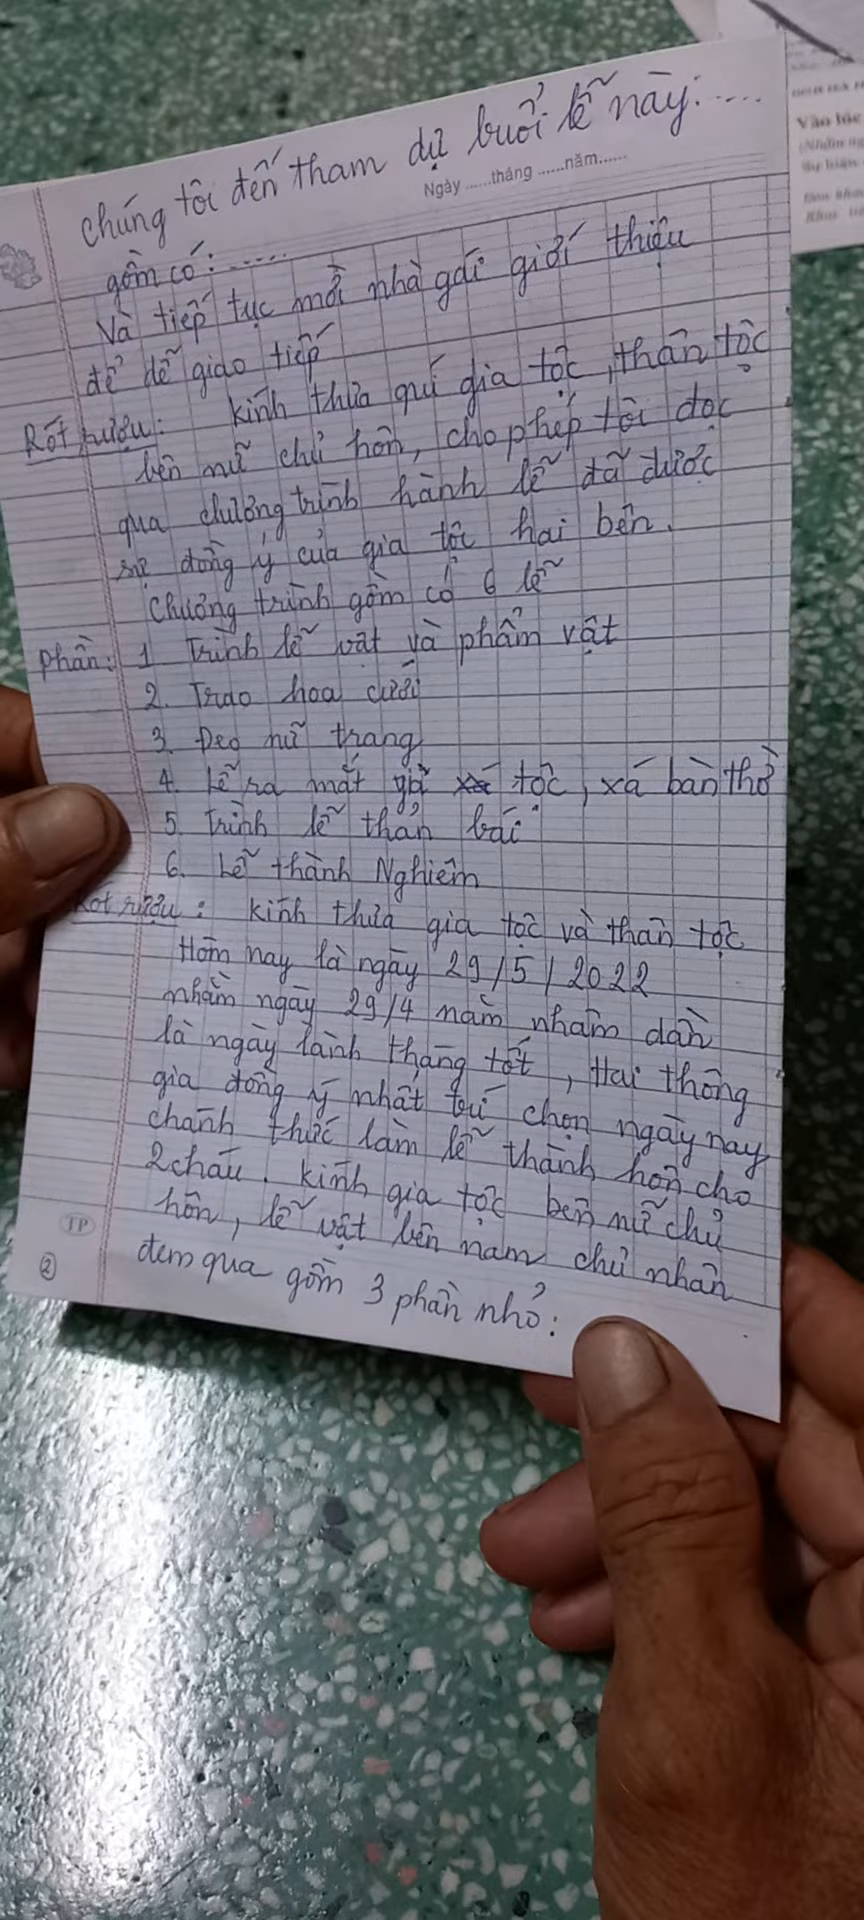 chúng tôi đến tham dự buổi lễ này:.....
Ngày ......tháng ......năm......
gồm có:......
Và tiếp tục mời nhà gái giới thiệu
để dễ giao tiếp
Rót rượu: kính thưa quí gia tộc, thân tộc
bên nữ chủ hôn, cho phép tôi đọc
qua chương trình hành lễ đã được
sự đồng ý của gia tộc hai bên.
Chương trình gồm có 6 lễ
Phần: 1 Trình lễ vật và phẩm vật
2. Trao hoa cưới
3. Đeo nữ trang
4. Lễ ra mắt gia tộc, xá bàn thờ
5. Trình lễ thân bác
6. Lễ thành Nghiêm
Rót rượu: kính thưa gia tộc và thân tộc
Hôm nay là ngày 29/5/2022
nhằm ngày 29/4 năm nhâm dần
là ngày lành tháng tốt, Hai thông
gia đồng ý nhất trí chọn ngày nay
chánh thức làm lễ thành hôn cho
2 cháu. Kính gia tộc bên nữ chủ
hôn, lễ vật bên nam chủ nhân
đem qua gồm 3 phần nhỏ:
TP
2
Vào lúc